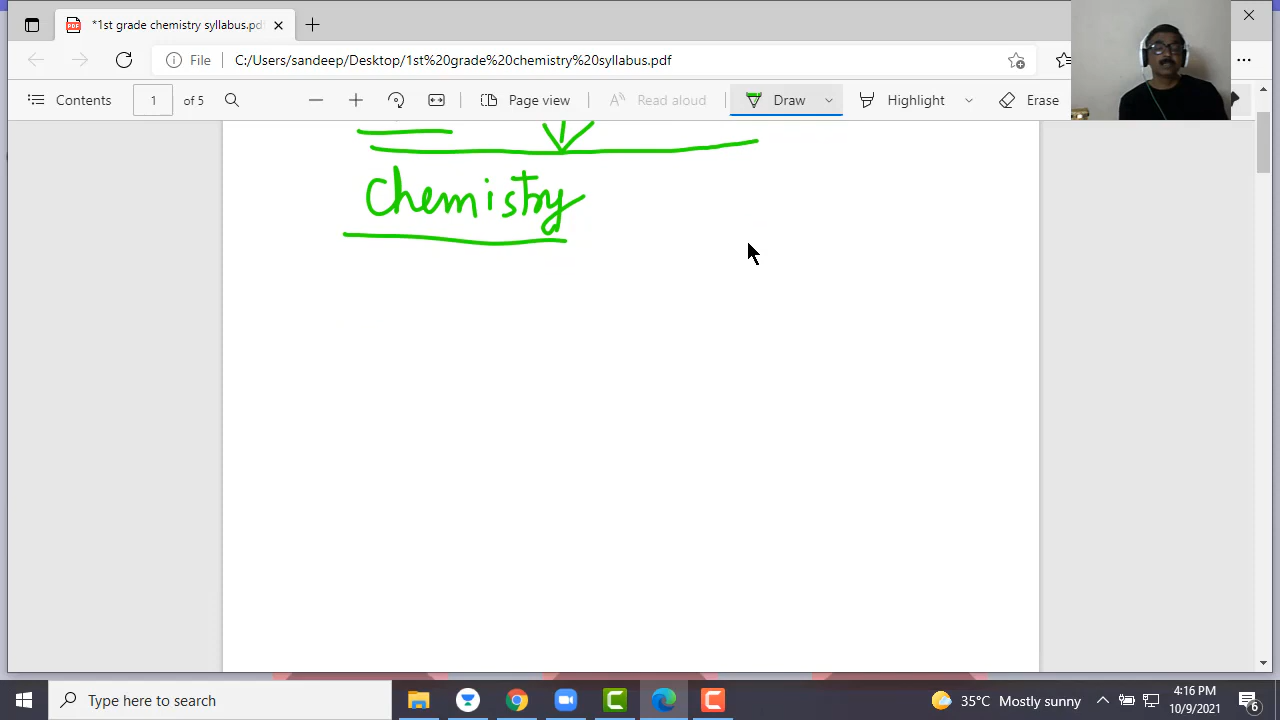 *1st grade chemistry syllabus.pdf
File C:/Users/sandeep/Desktop/1st%20grade%20chemistry%20syllabus.pdf
Contents 1 of 5 Page view Read aloud Draw Highlight Erase
Chemistry
Type here to search
35°C Mostly sunny
4:16 PM
10/9/2021
6